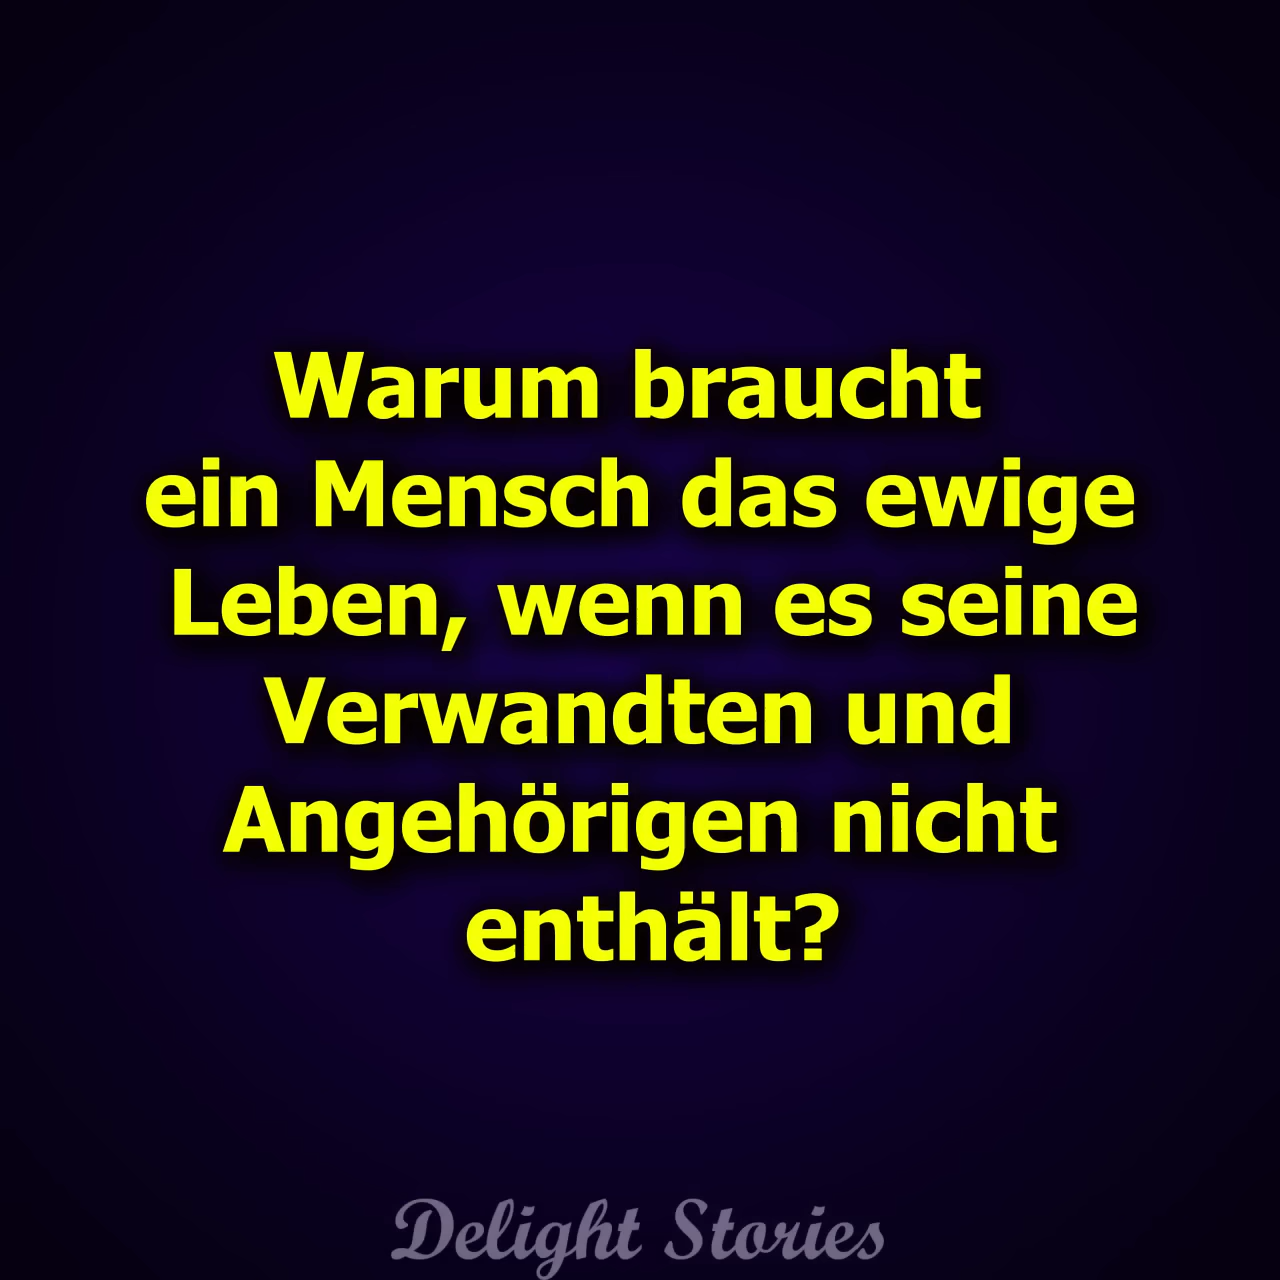 Warum braucht
ein Mensch das ewige
Leben, wenn es seine
Verwandten und
Angehörigen nicht
enthält?
Delight Stories